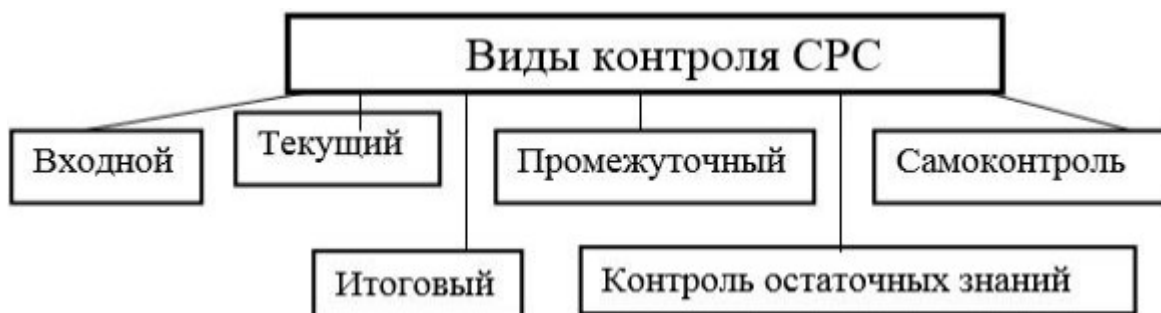 Виды контроля СРС
Входной
Текущий
Промежуточный
Самоконтроль
Итоговый
Контроль остаточных знаний